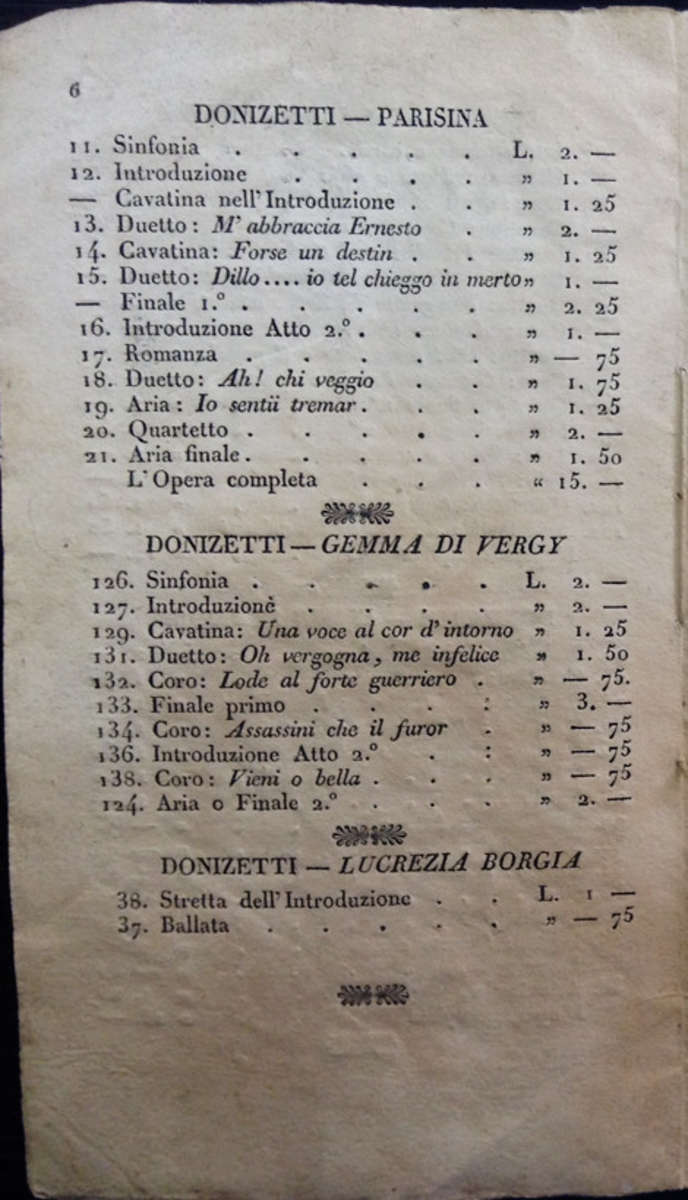 6
DONIZETTI — PARISINA
11. Sinfonia . . . . . L. 2. —
12. Introduzione . . . . „ 1. —
— Cavatina nell' Introduzione . . „ 1. 25
13. Duetto : M' abbraccia Ernesto . „ 2. —
14. Cavatina: Forse un destin . . „ 1. 25
15. Duetto: Dillo .... io tel chieggo in merto „ 1. —
— Finale 1.° . . . . . „ 2. 25
16. Introduzione Atto 2.° . . . „ 1. —
17. Romanza . . . . . „ — 75
18. Duetto: Ah! chi veggio . . „ 1. 75
19. Aria : Io sentii tremar . . . „ 1. 25
20. Quartetto . . . . . „ 2. —
21. Aria finale . . . . . „ 1. 50
L' Opera completa . . . “ 15. —
DONIZETTI — GEMMA DI VERGY
126. Sinfonia . . . . . L. 2. —
127. Introduzione . . . . „ 2. —
129. Cavatina: Una voce al cor d' intorno „ 1. 25
131. Duetto: Oh vergogna, me infelice „ 1. 50
132. Coro: Lode al forte guerriero . „ — 75.
133. Finale primo . . . : „ 3. —
134. Coro: Assassini che il furor . „ — 75
136. Introduzione Atto 2.° . : „ — 75
138. Coro: Vieni o bella . . . „ — 75
124. Aria o Finale 2.° . . . „ 2. —
DONIZETTI — LUCREZIA BORGIA
38. Stretta dell' Introduzione . . L. 1 —
37. Ballata . . . . . „ — 75